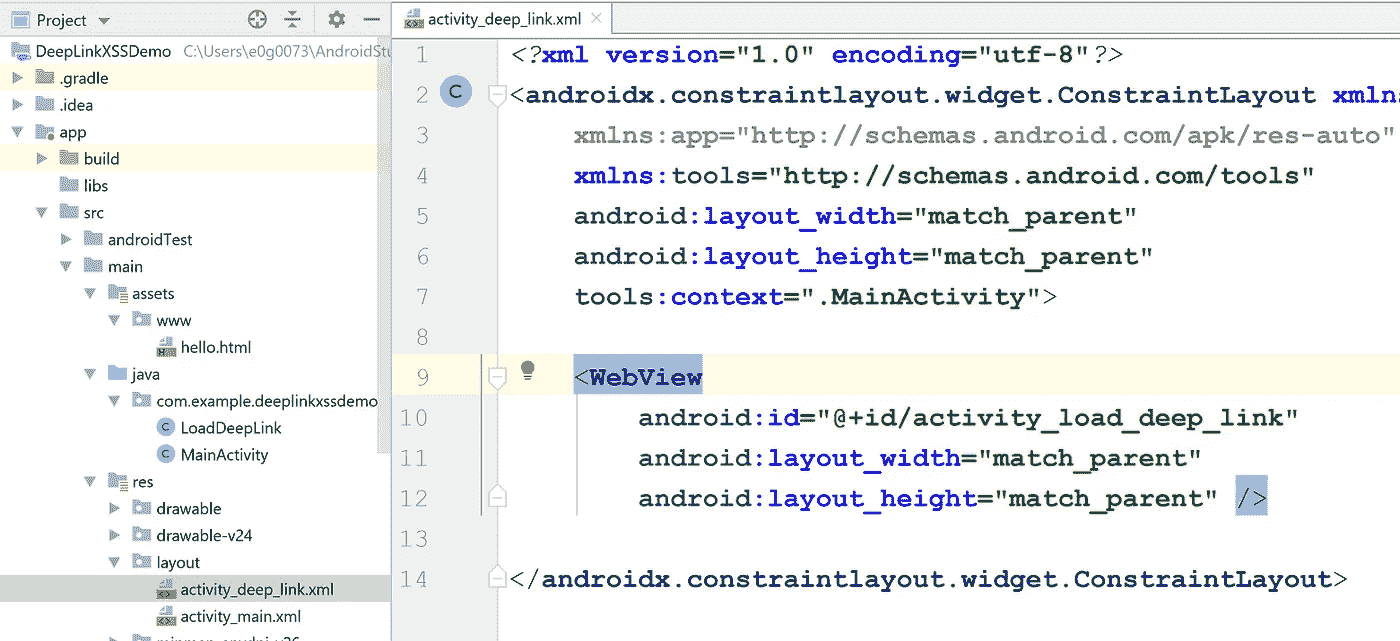 Project
DeepLinkXSSDemo C:\Users\e0g0073\AndroidStu
.gradle
.idea
app
build
libs
src
androidTest
main
assets
www
hello.html
java
com.example.deeplinkxssdemo
C LoadDeepLink
C MainActivity
res
drawable
drawable-v24
layout
activity_deep_link.xml
activity_main.xml
activity_deep_link.xml
1 <?xml version="1.0" encoding="utf-8"?>
2 C <androidx.constraintlayout.widget.ConstraintLayout xmlns
3 xmlns:app="http://schemas.android.com/apk/res-auto"
4 xmlns:tools="http://schemas.android.com/tools"
5 android:layout_width="match_parent"
6 android:layout_height="match_parent"
7 tools:context=".MainActivity">
8
9 <WebView
10 android:id="@+id/activity_load_deep_link"
11 android:layout_width="match_parent"
12 android:layout_height="match_parent" />
13
14 </androidx.constraintlayout.widget.ConstraintLayout>